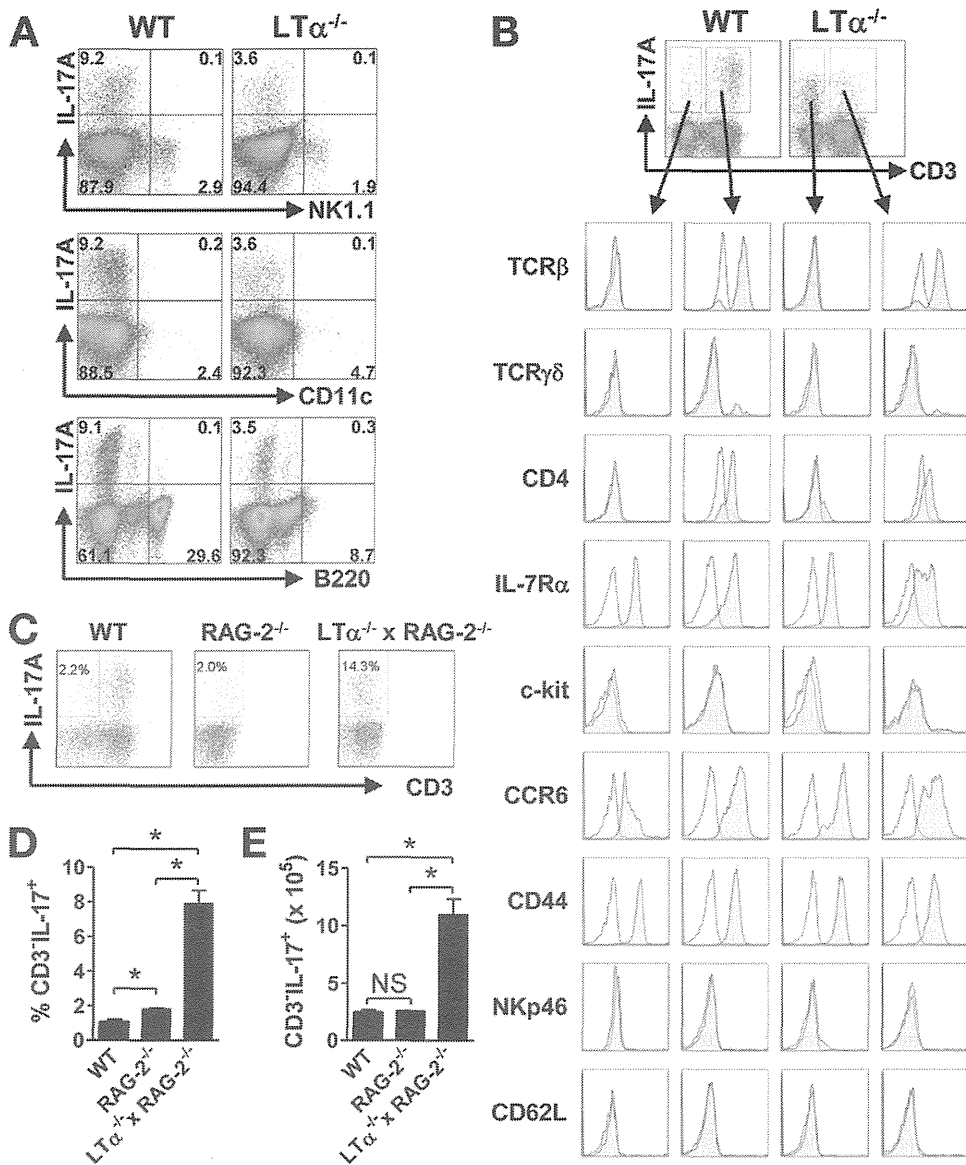 A
WT
LTα-/-
IL-17A
9.2
0.1
3.6
0.1
87.9
2.9
94.4
1.9
NK1.1
IL-17A
9.2
0.2
3.6
0.1
88.5
2.4
92.3
4.7
CD11c
IL-17A
9.1
0.1
3.5
0.3
61.1
29.6
92.3
8.7
B220
B
WT
LTα-/-
IL-17A
CD3
TCRβ
TCRγδ
CD4
IL-7Rα
c-kit
CCR6
CD44
NKp46
CD62L
C
WT
RAG-2-/-
LTα-/- x RAG-2-/-
IL-17A
2.2%
2.0%
14.3%
CD3
D
% CD3-IL-17+
10
8
6
4
2
0
*
*
*
WT
RAG-2-/-
LTα-/- x RAG-2-/-
E
CD3-IL-17+ (x 105)
15
10
5
0
*
*
NS
WT
RAG-2-/-
LTα-/- x RAG-2-/-